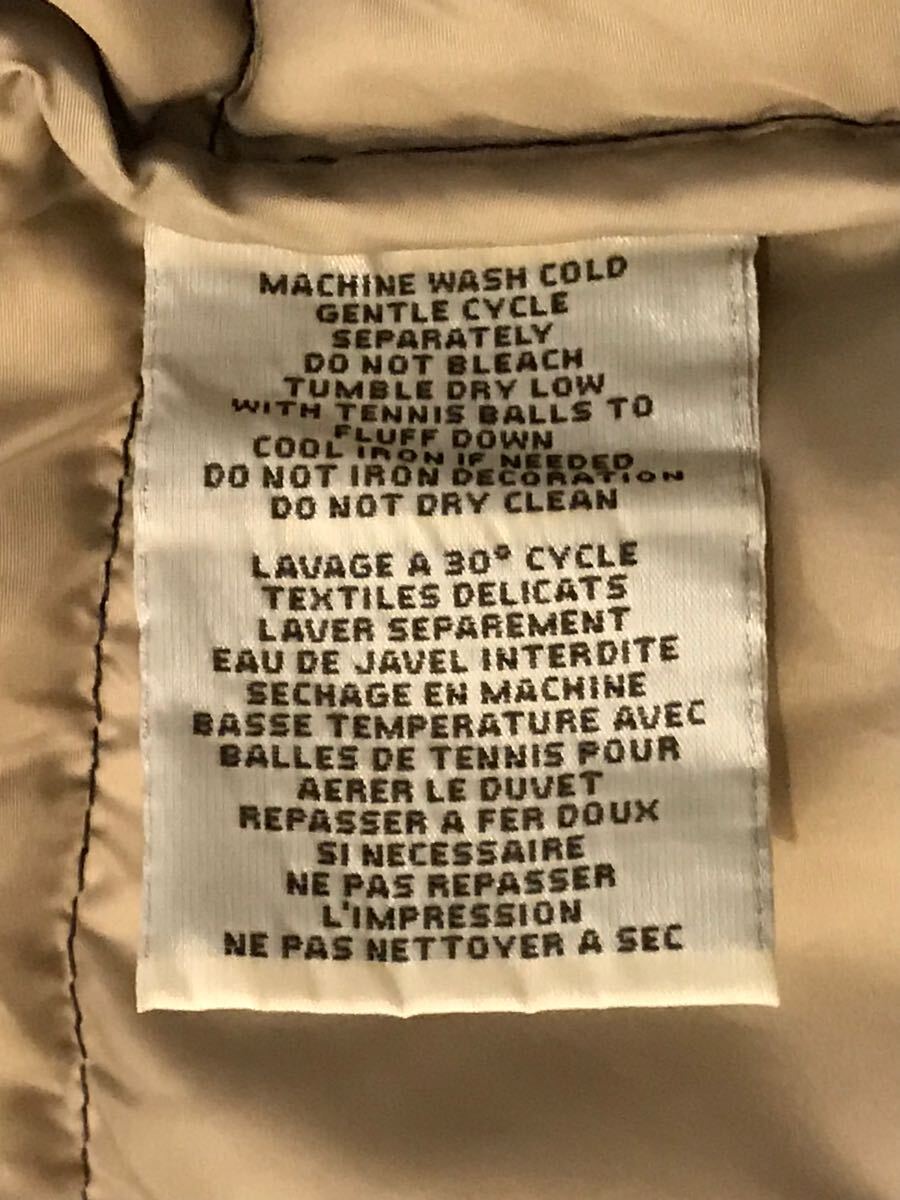 MACHINE WASH COLD
GENTLE CYCLE
SEPARATELY
DO NOT BLEACH
TUMBLE DRY LOW
WITH TENNIS BALLS TO
FLUFF DOWN
COOL IRON IF NEEDED
DO NOT IRON DECORATION
DO NOT DRY CLEAN
LAVAGE A 30° CYCLE
TEXTILES DELICATS
LAVER SEPAREMENT
EAU DE JAVEL INTERDITE
SECHAGE EN MACHINE
BASSE TEMPERATURE AVEC
BALLES DE TENNIS POUR
AERER LE DUVET
REPASSER A FER DOUX
SI NECESSAIRE
NE PAS REPASSER
L'IMPRESSION
NE PAS NETTOYER A SEC